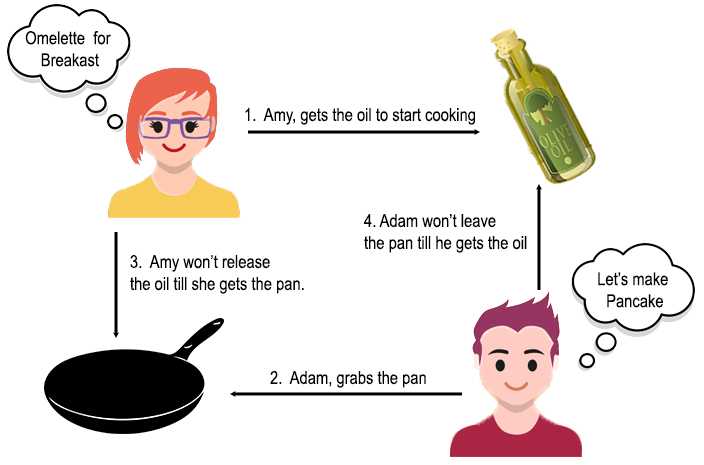 Omelette for
Breakast
1. Amy, gets the oil to start cooking
OLIVE
OIL
4. Adam won't leave
the pan till he gets the oil
3. Amy won't release
the oil till she gets the pan.
Let's make
Pancake
2. Adam, grabs the pan